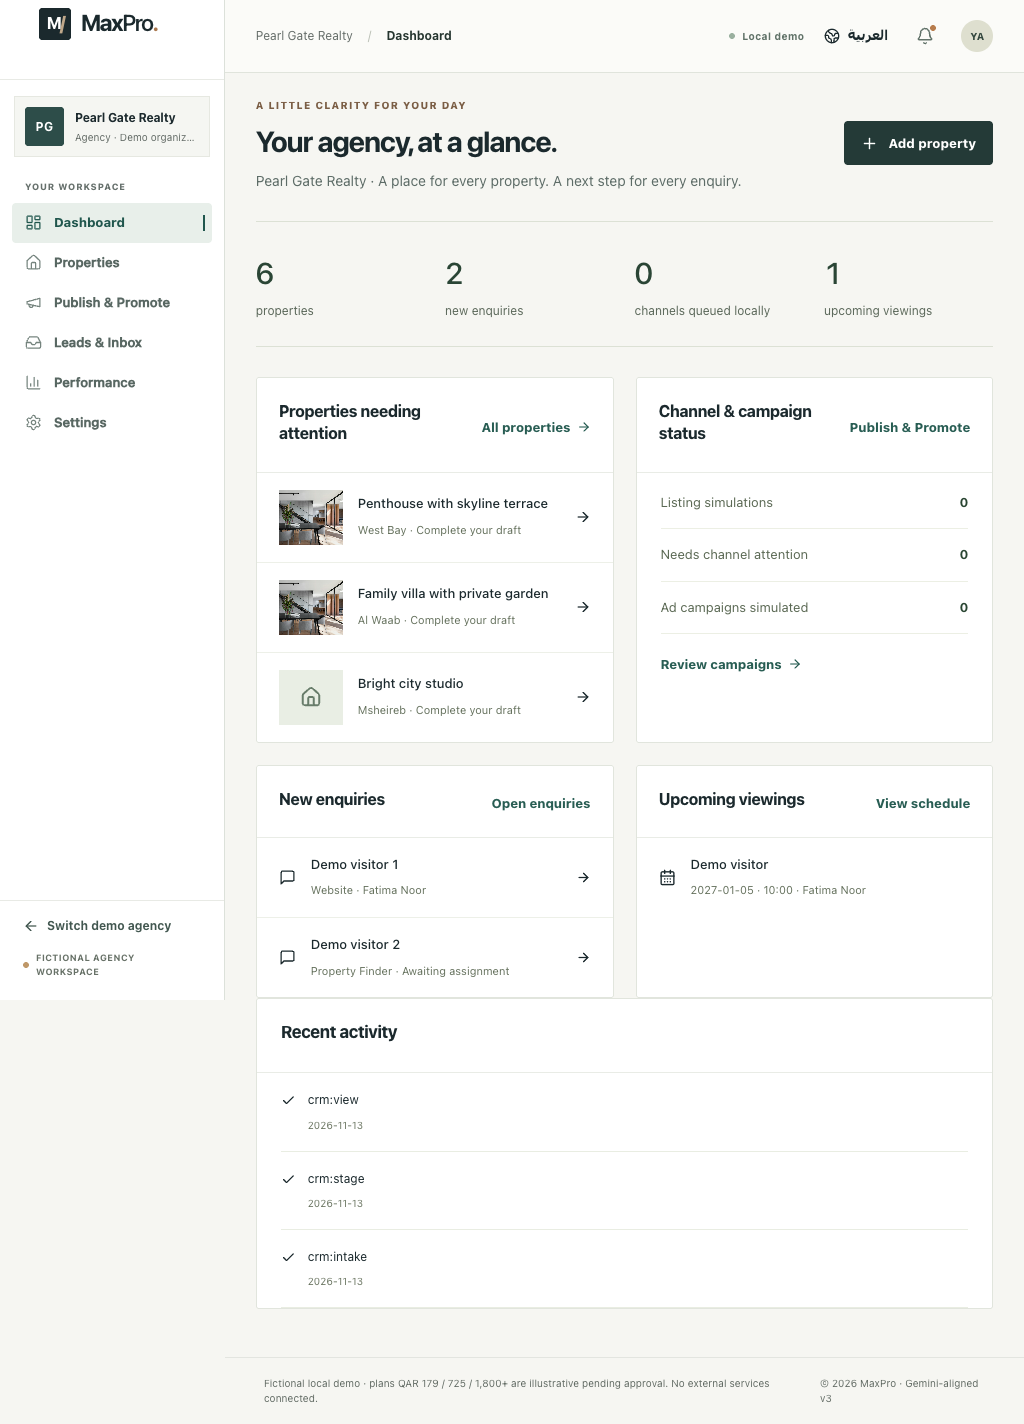 MaxPro.
Pearl Gate Realty / Dashboard
Local demo
العربية
YA
PG
Pearl Gate Realty
Agency · Demo organiz...
YOUR WORKSPACE
Dashboard
Properties
Publish & Promote
Leads & Inbox
Performance
Settings
Switch demo agency
FICTIONAL AGENCY
WORKSPACE
A LITTLE CLARITY FOR YOUR DAY
Your agency, at a glance.
Pearl Gate Realty · A place for every property. A next step for every enquiry.
Add property
6
properties
2
new enquiries
0
channels queued locally
1
upcoming viewings
Properties needing
attention
All properties
Penthouse with skyline terrace
West Bay · Complete your draft
Family villa with private garden
Al Waab · Complete your draft
Bright city studio
Msheireb · Complete your draft
Channel & campaign
status
Publish & Promote
Listing simulations 0
Needs channel attention 0
Ad campaigns simulated 0
Review campaigns
New enquiries
Open enquiries
Demo visitor 1
Website · Fatima Noor
Demo visitor 2
Property Finder · Awaiting assignment
Upcoming viewings
View schedule
Demo visitor
2027-01-05 · 10:00 · Fatima Noor
Recent activity
crm:view
2026-11-13
crm:stage
2026-11-13
crm:intake
2026-11-13
Fictional local demo · plans QAR 179 / 725 / 1,800+ are illustrative pending approval. No external services
connected.
© 2026 MaxPro · Gemini-aligned
v3